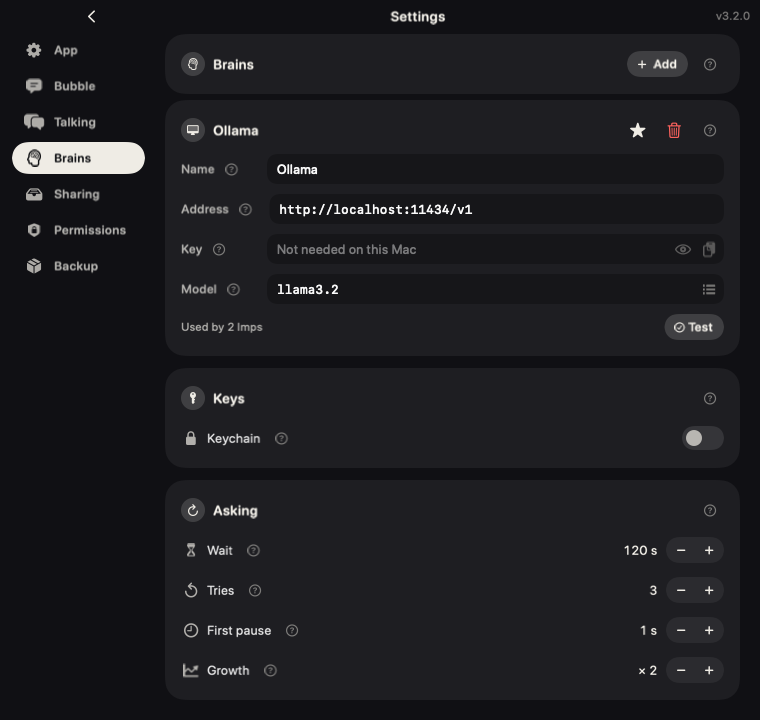 Settings
v3.2.0
App
Bubble
Talking
Brains
Sharing
Permissions
Backup
Brains
+ Add
Ollama
Name
Ollama
Address
http://localhost:11434/v1
Key
Not needed on this Mac
Model
llama3.2
Used by 2 Imps
Test
Keys
Keychain
Asking
Wait
120 s
Tries
3
First pause
1 s
Growth
× 2